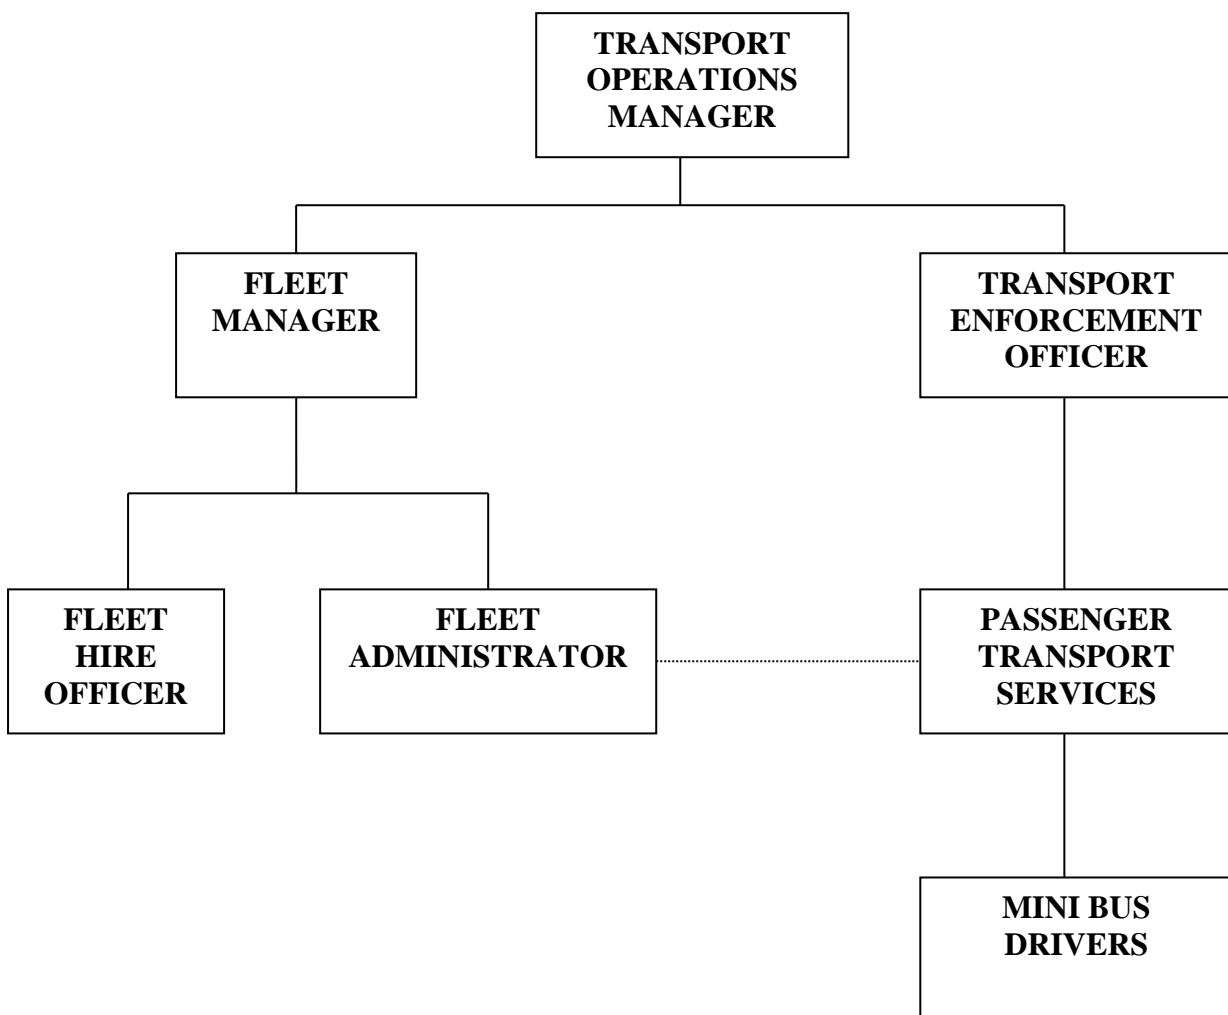 TRANSPORT
OPERATIONS
MANAGER
FLEET
MANAGER
TRANSPORT
ENFORCEMENT
OFFICER
FLEET
HIRE
OFFICER
FLEET
ADMINISTRATOR
PASSENGER
TRANSPORT
SERVICES
MINI BUS
DRIVERS